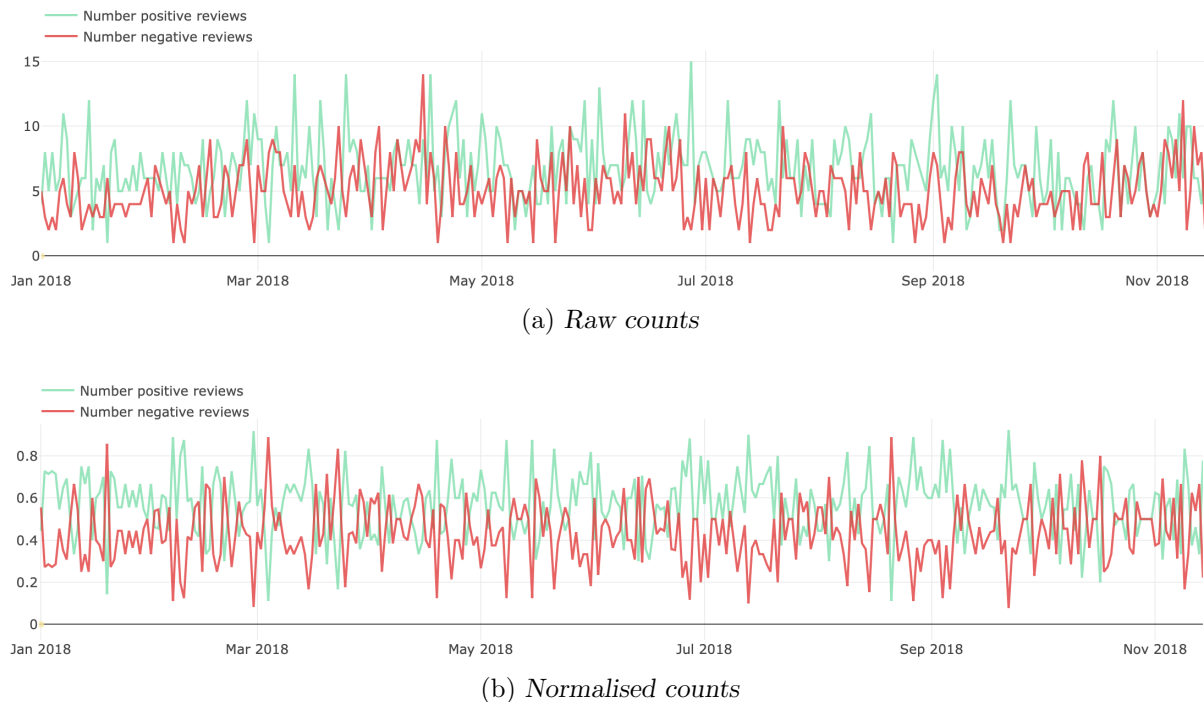 Number positive reviews
Number negative reviews
15
10
5
0
Jan 2018 Mar 2018 May 2018 Jul 2018 Sep 2018 Nov 2018
(a) Raw counts
Number positive reviews
Number negative reviews
0.8
0.6
0.4
0.2
0
Jan 2018 Mar 2018 May 2018 Jul 2018 Sep 2018 Nov 2018
(b) Normalised counts